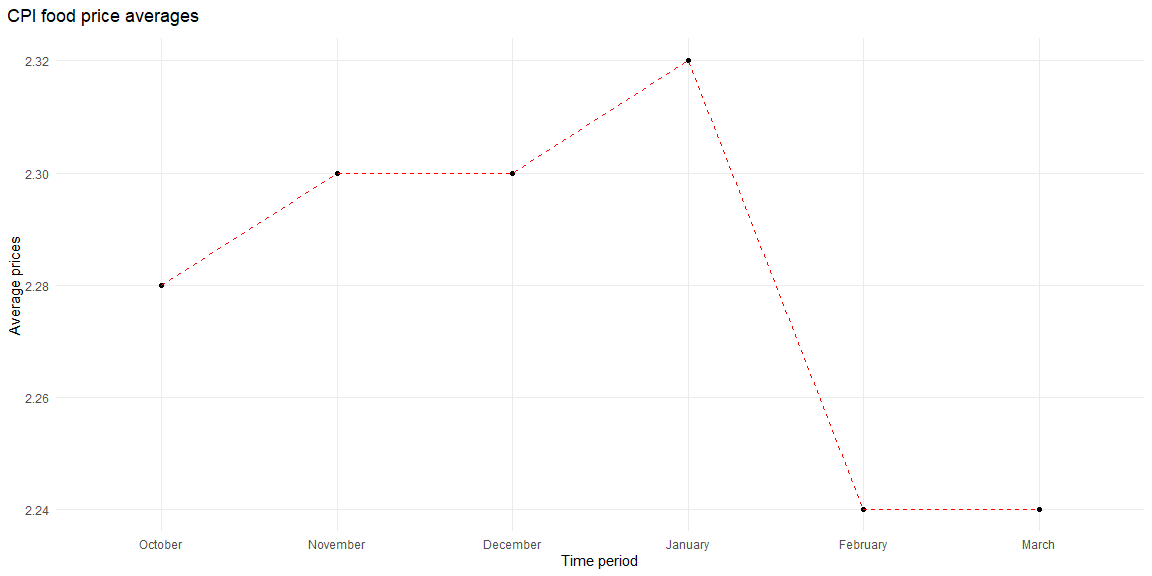 CPI food price averages
Average prices
2.32
2.30
2.28
2.26
2.24
October November December January February March
Time period